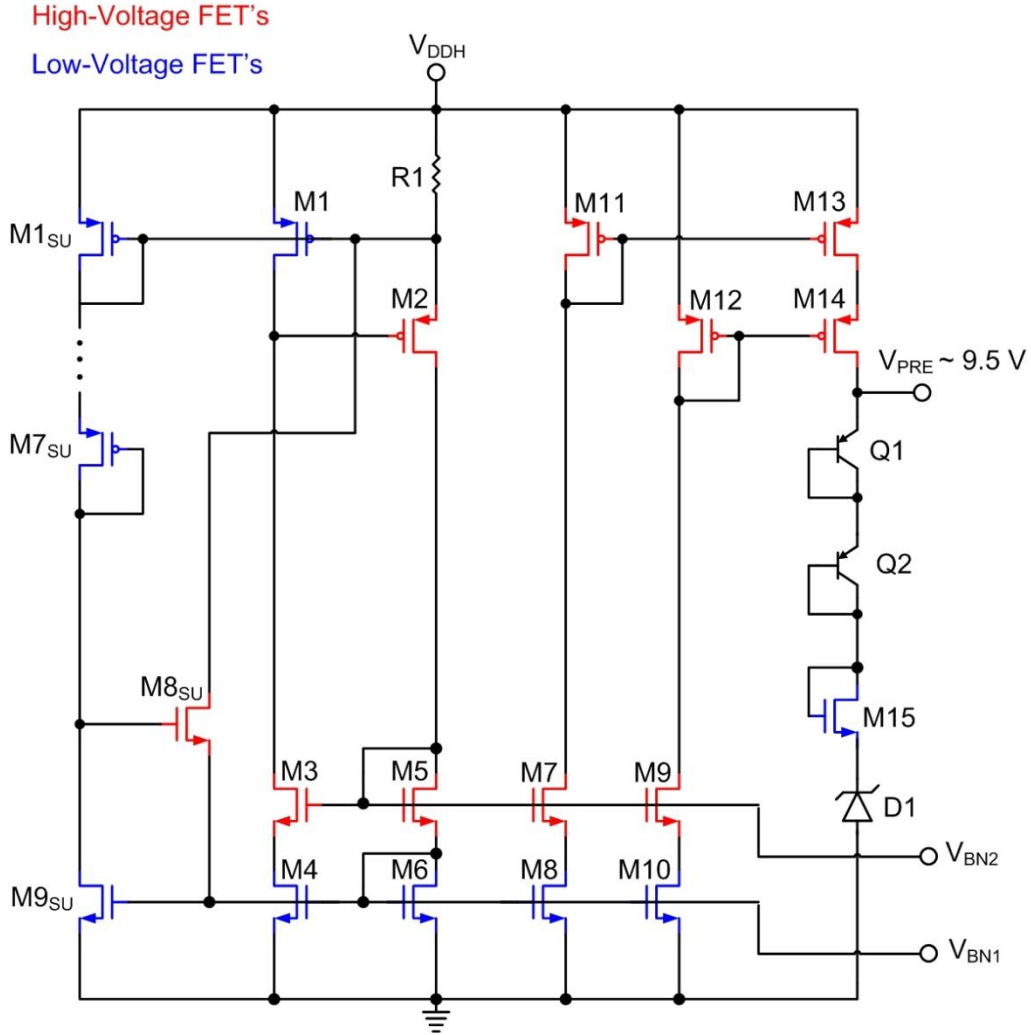 High-Voltage FET's
Low-Voltage FET's
VDDH
R1
M1SU
M1
M11
M13
M2
M12
M14
VPRE ~ 9.5 V
M7SU
Q1
Q2
M8SU
M15
M3
M5
M7
M9
D1
VBN2
M9SU
M4
M6
M8
M10
VBN1